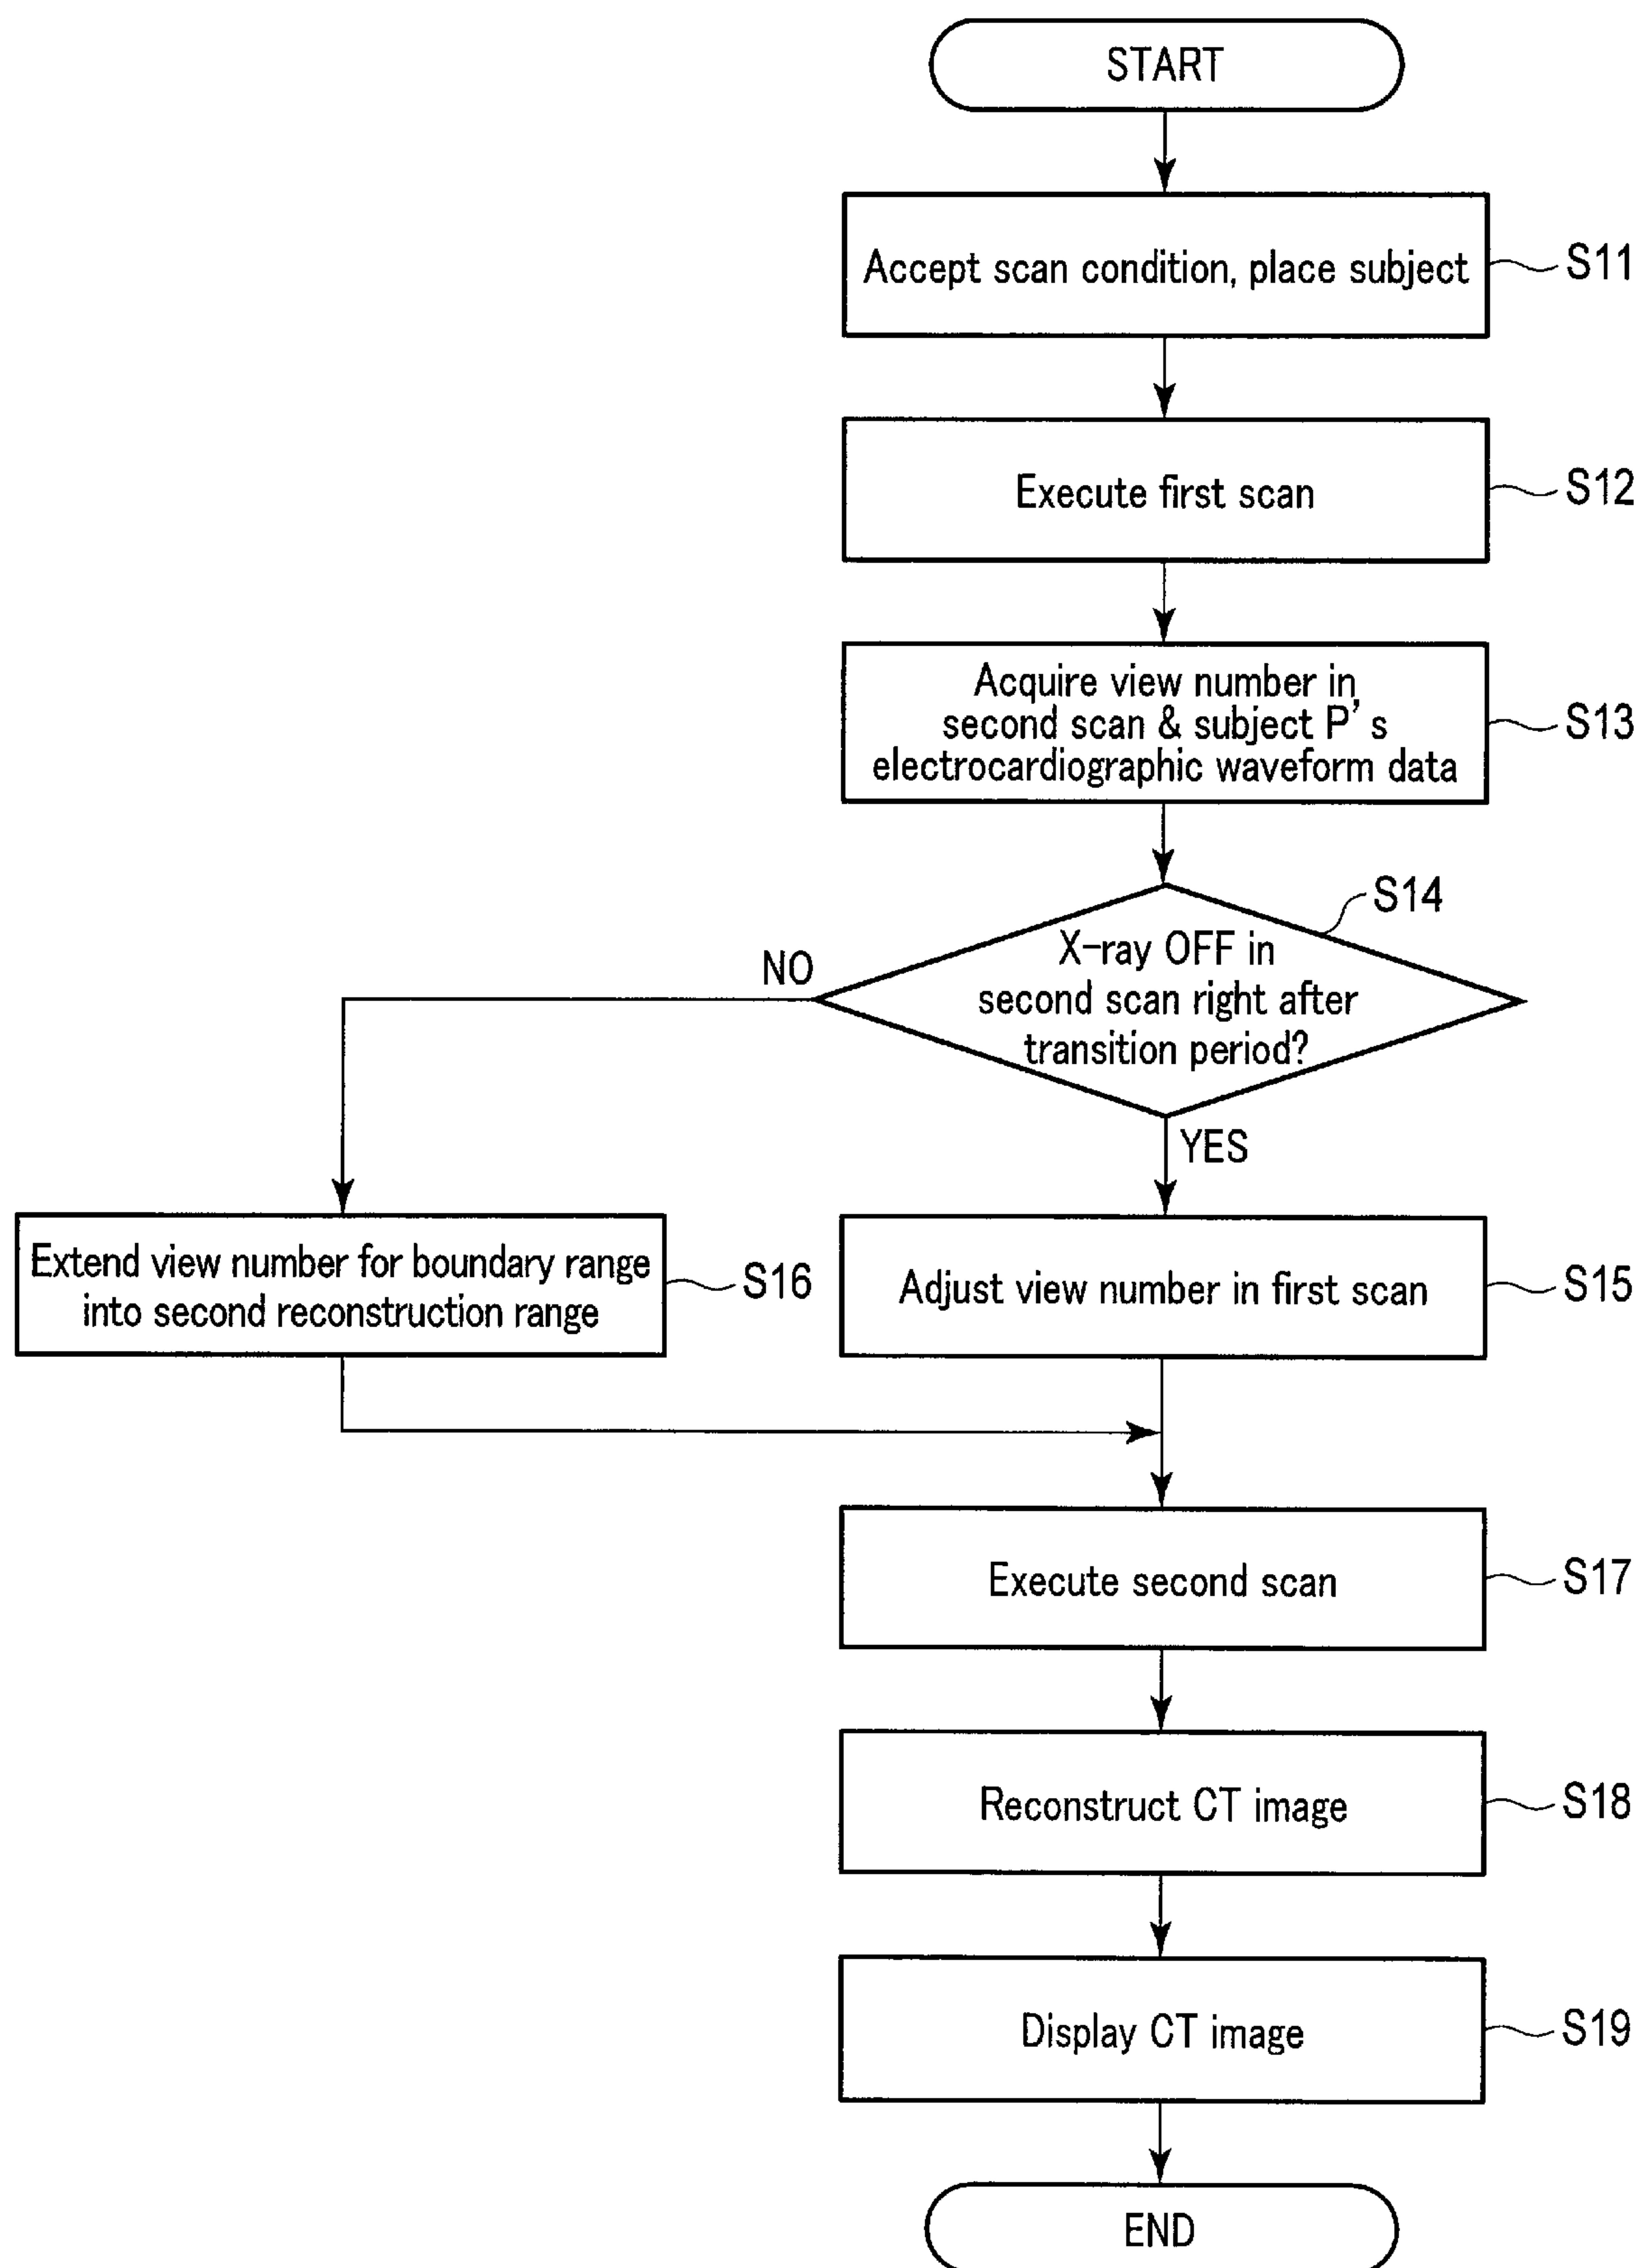 START
Accept scan condition, place subject
S11
Execute first scan
S12
Acquire view number in
second scan & subject P's
electrocardiographic waveform data
S13
S14
X-ray OFF in
second scan right after
transition period?
NO
YES
Extend view number for boundary range
into second reconstruction range
S16
Adjust view number in first scan
S15
Execute second scan
S17
Reconstruct CT image
S18
Display CT image
S19
END